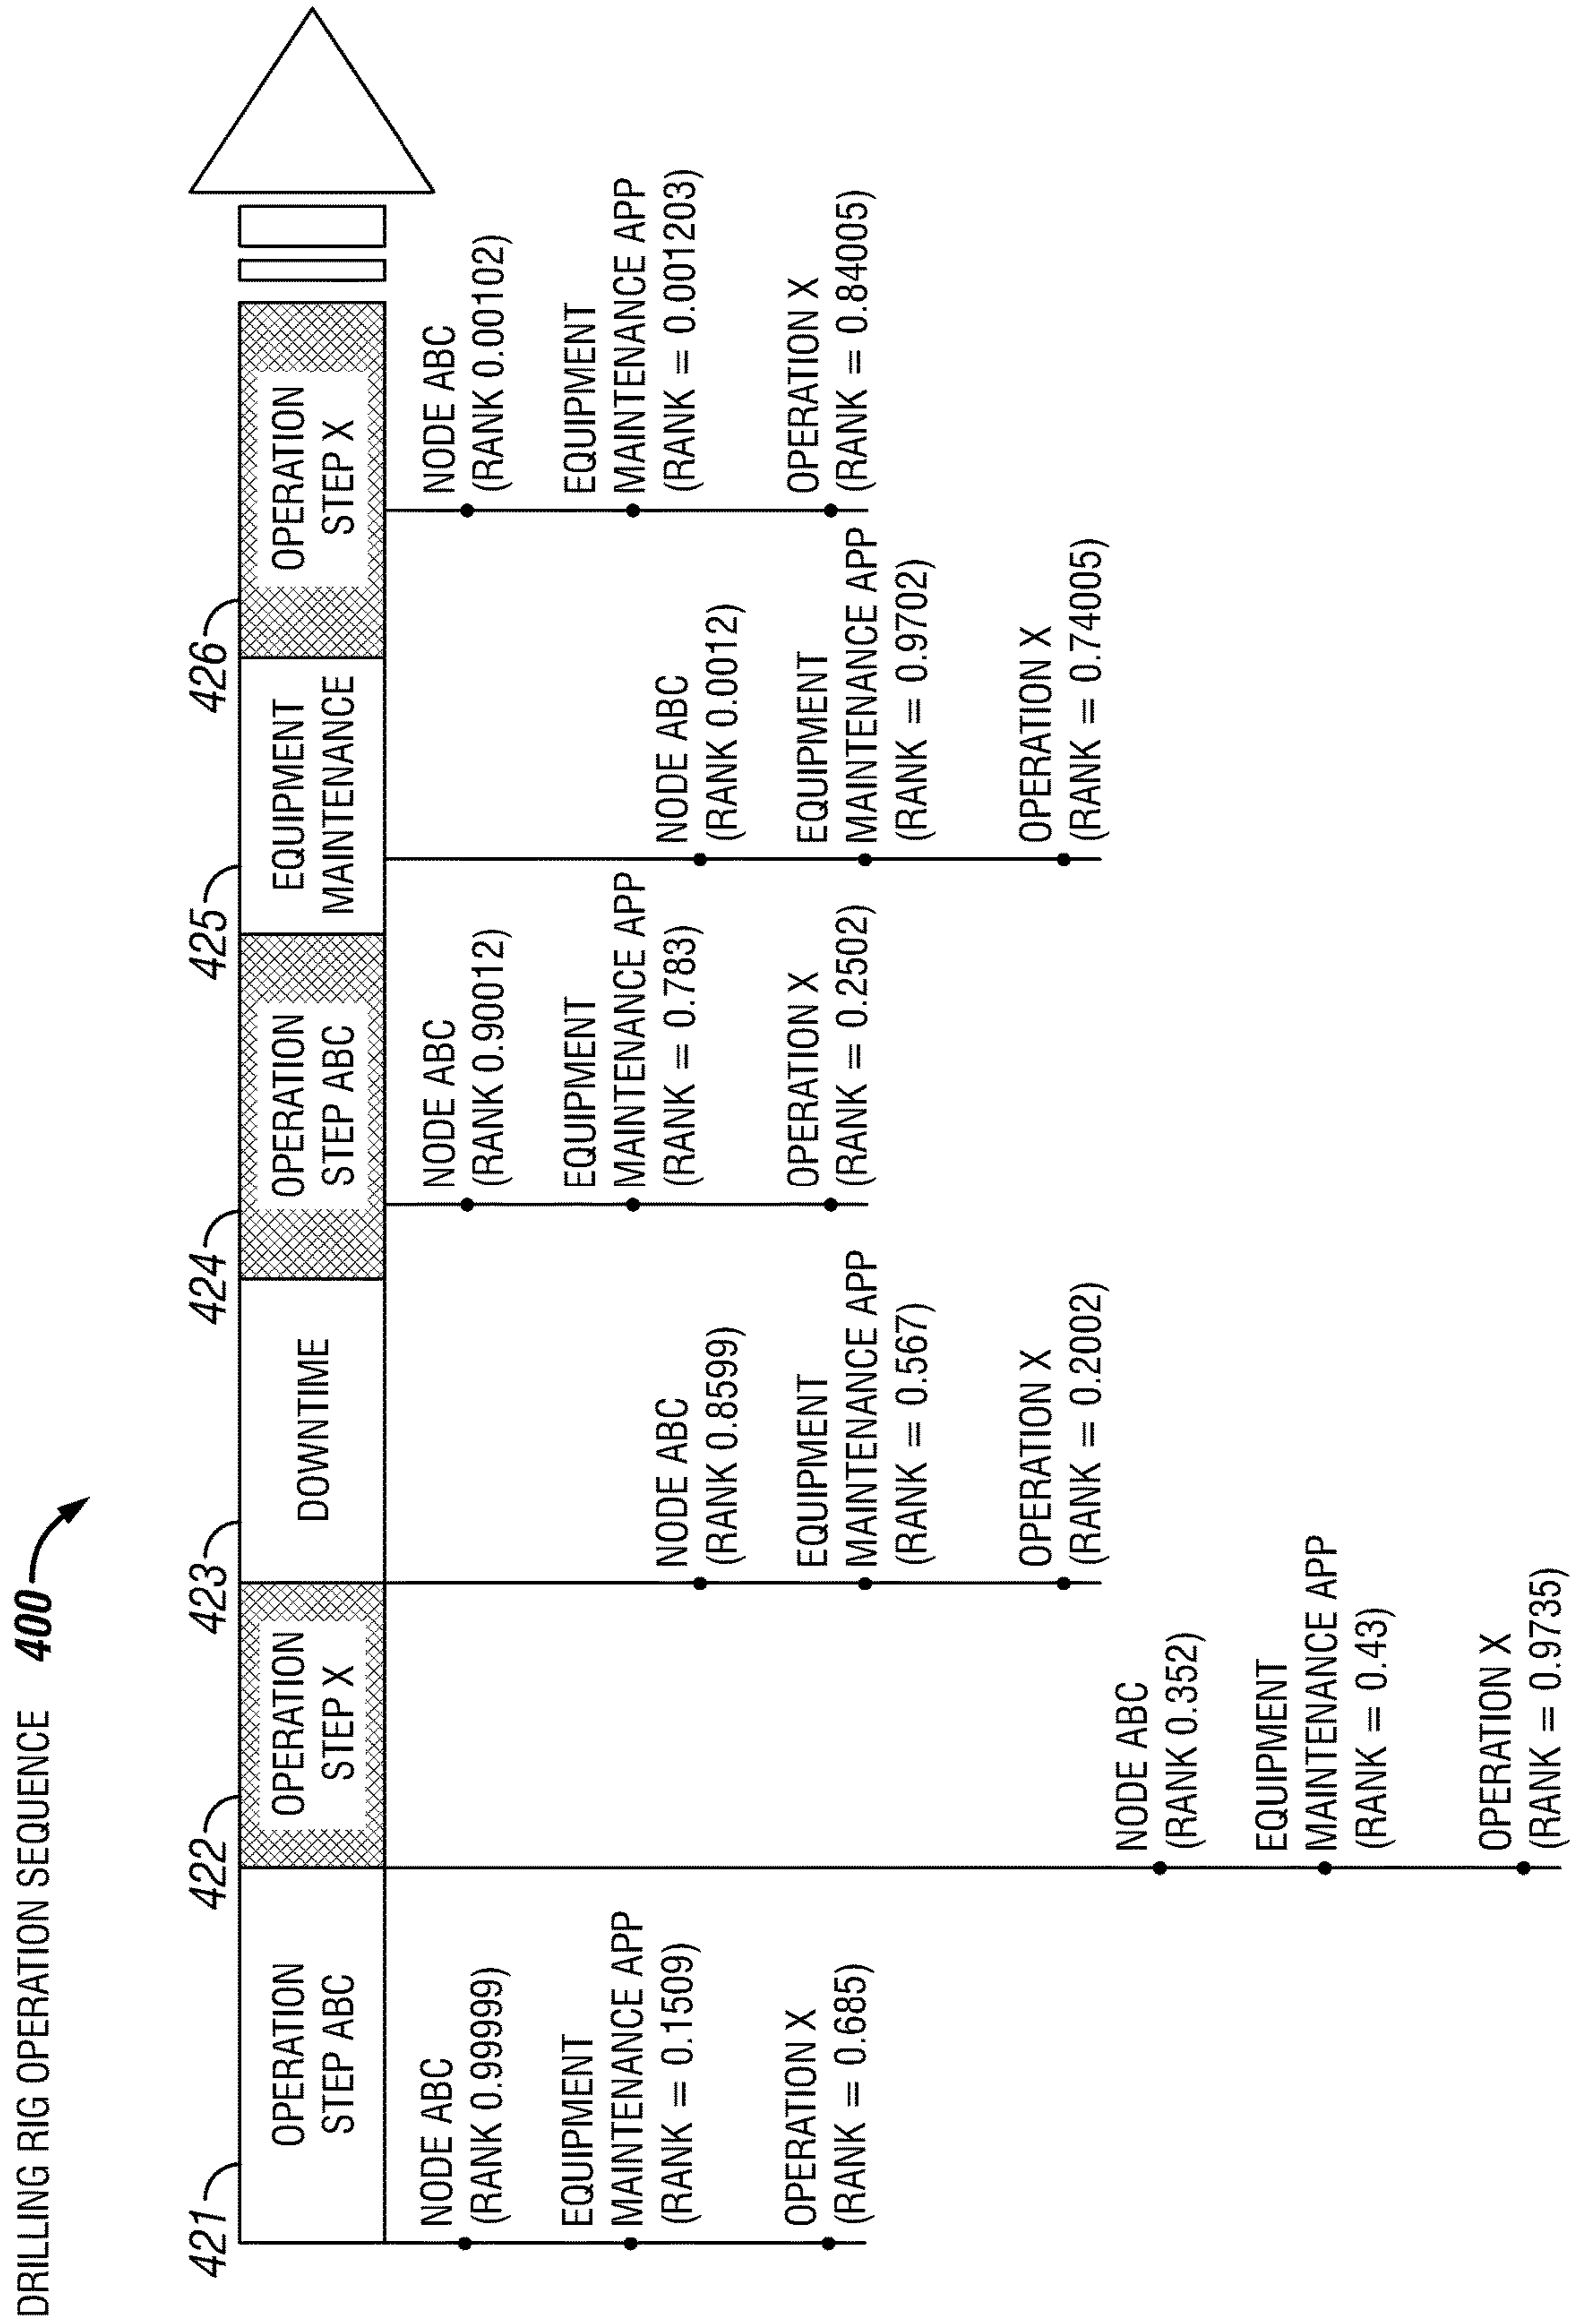 DRILLING RIG OPERATION SEQUENCE 400
421
OPERATION
STEP ABC
NODE ABC
(RANK 0.99999)
EQUIPMENT
MAINTENANCE APP
(RANK = 0.1509)
OPERATION X
(RANK = 0.685)
422
OPERATION
STEP X
NODE ABC
(RANK 0.352)
EQUIPMENT
MAINTENANCE APP
(RANK = 0.43)
OPERATION X
(RANK = 0.9735)
423
DOWNTIME
NODE ABC
(RANK 0.8599)
EQUIPMENT
MAINTENANCE APP
(RANK = 0.567)
OPERATION X
(RANK = 0.2002)
424
OPERATION
STEP ABC
NODE ABC
(RANK 0.90012)
EQUIPMENT
MAINTENANCE APP
(RANK = 0.783)
OPERATION X
(RANK = 0.2502)
425
EQUIPMENT
MAINTENANCE
NODE ABC
(RANK 0.0012)
EQUIPMENT
MAINTENANCE APP
(RANK = 0.9702)
OPERATION X
(RANK = 0.74005)
426
OPERATION
STEP X
NODE ABC
(RANK 0.00102)
EQUIPMENT
MAINTENANCE APP
(RANK = 0.001203)
OPERATION X
(RANK = 0.84005)